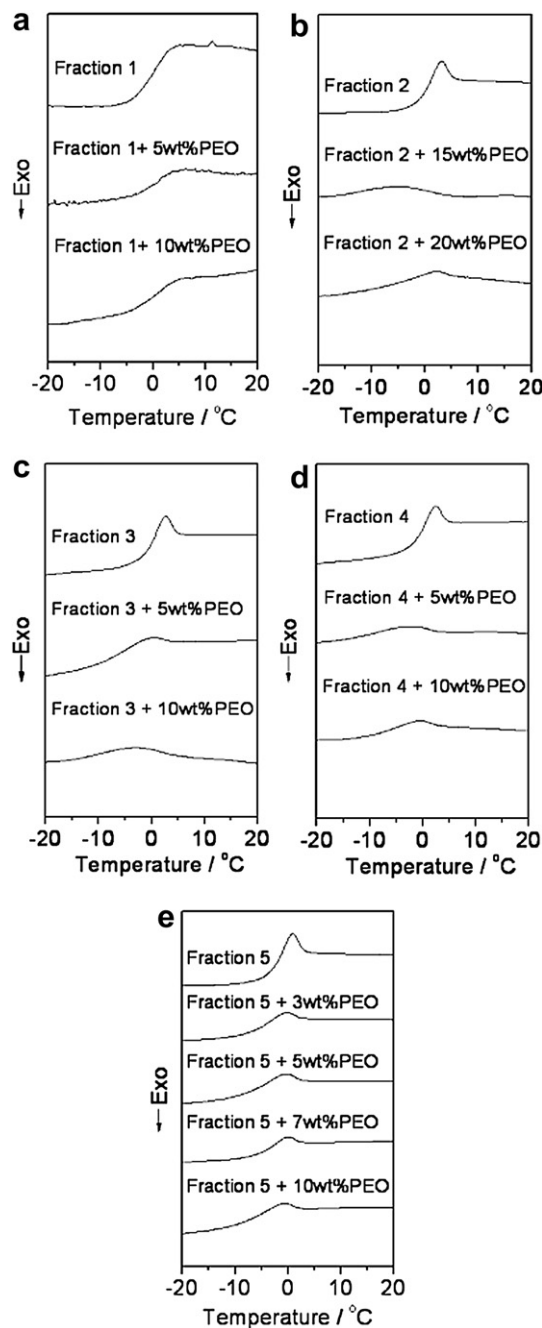 a
Fraction 1
Fraction 1+ 5wt%PEO
Fraction 1+ 10wt%PEO
← Exo
-20 -10 0 10 20
Temperature / °C
b
Fraction 2
Fraction 2 + 15wt%PEO
Fraction 2 + 20wt%PEO
← Exo
-20 -10 0 10 20
Temperature / °C
c
Fraction 3
Fraction 3 + 5wt%PEO
Fraction 3 + 10wt%PEO
← Exo
-20 -10 0 10 20
Temperature / °C
d
Fraction 4
Fraction 4 + 5wt%PEO
Fraction 4 + 10wt%PEO
← Exo
-20 -10 0 10 20
Temperature / °C
e
Fraction 5
Fraction 5 + 3wt%PEO
Fraction 5 + 5wt%PEO
Fraction 5 + 7wt%PEO
Fraction 5 + 10wt%PEO
← Exo
-20 -10 0 10 20
Temperature / °C